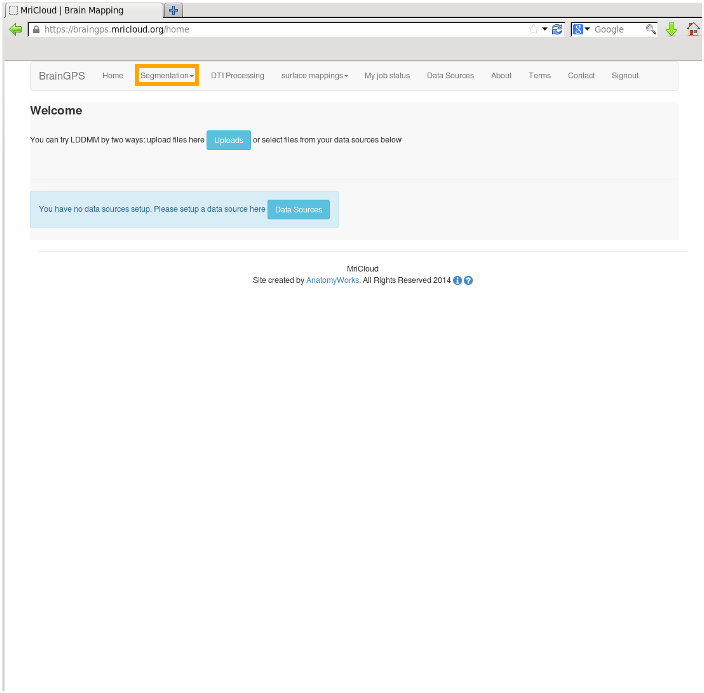 MriCloud | Brain Mapping
https://braingps.mricloud.org/home
Google
BrainGPS Home Segmentation DTI Processing surface mappings My job status Data Sources About Terms Contact Signout
Welcome
You can try LDDMM by two ways: upload files here Uploads or select files from your data sources below
You have no data sources setup. Please setup a data source here Data Sources
MriCloud
Site created by AnatomyWorks. All Rights Reserved 2014